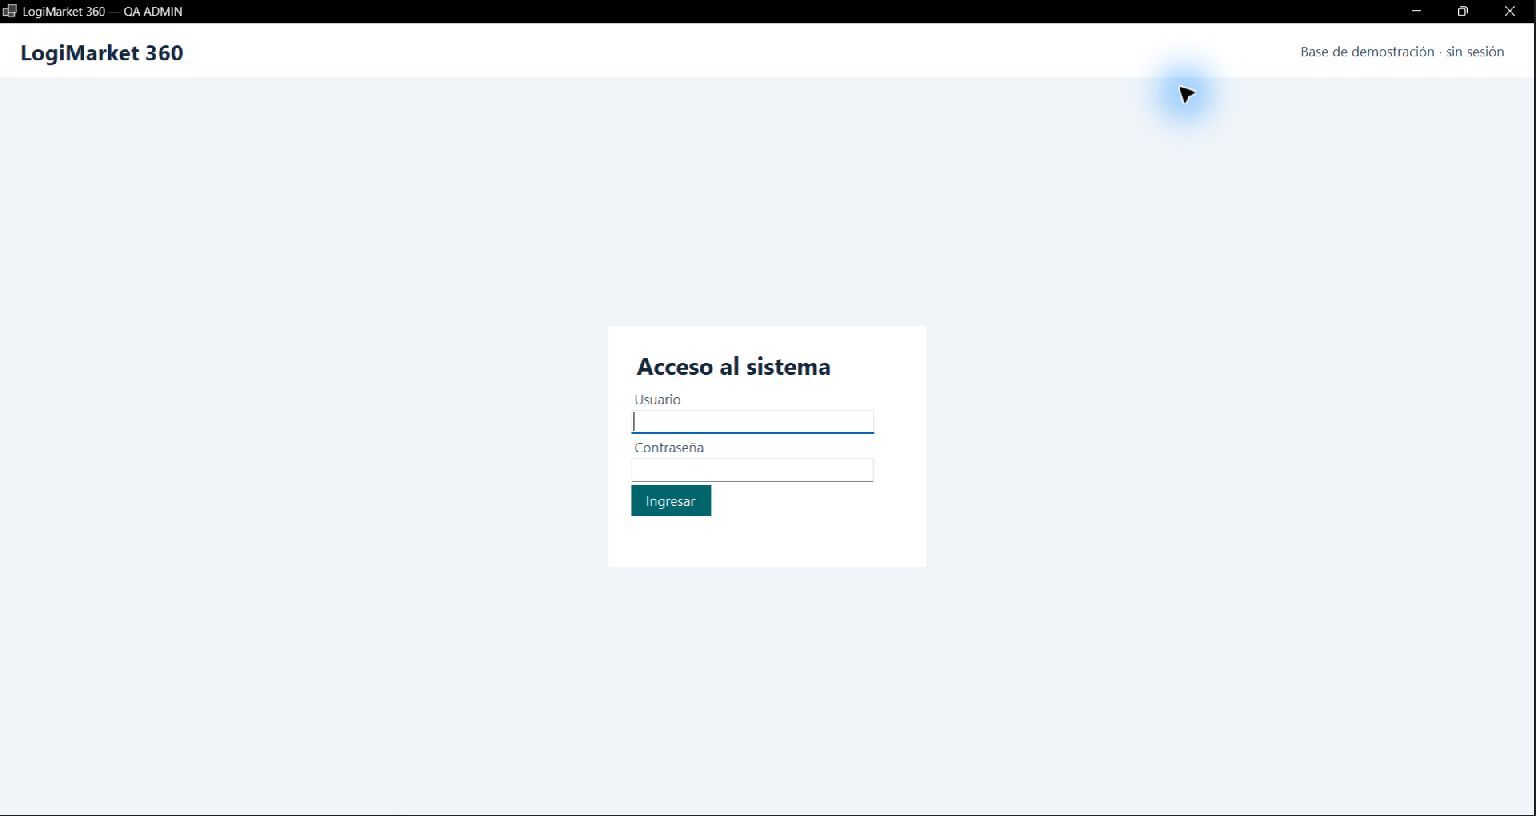 LogiMarket 360 — QA ADMIN
LogiMarket 360
Base de demostración · sin sesión
Acceso al sistema
Usuario
Contraseña
Ingresar